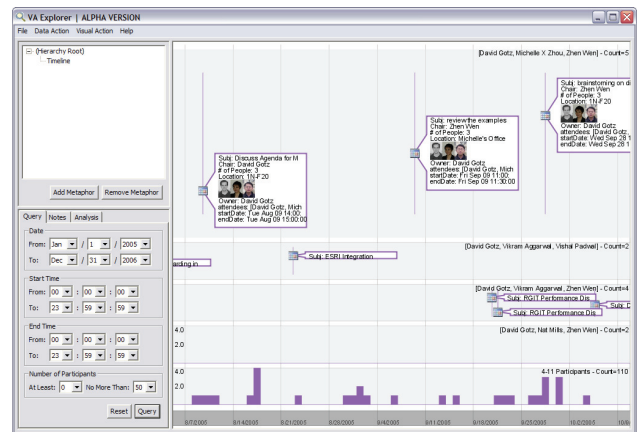 VA Explorer | ALPHA VERSION
File Data Action Visual Action Help
{Hierarchy Root}
Timeline
Add Metaphor Remove Metaphor
Query Notes Analysis
Date
From: Jan / 1 / 2005
To: Dec / 31 / 2006
Start Time
From: 00 : 00 : 00
To: 23 : 59 : 59
End Time
From: 00 : 00 : 00
To: 23 : 59 : 59
Number of Participants
At Least: 0 No More Than: 50
Reset Query
[David Gotz, Michelle X Zhou, Zhen Wen] - Count=5
Subj: Discuss Agenda for M
Chair: David Gotz
# of People: 3
Location: 1N-F20
Owner: David Gotz
attendees: [David Gotz, Mich
startDate: Tue Aug 09 14:00:
endDate: Tue Aug 09 15:00:00
Subj: review the examples
Chair: Zhen Wen
# of People: 3
Location: Michelle's Office
Owner: David Gotz
attendees: [David Gotz, Mich
startDate: Fri Sep 09 11:00:
endDate: Fri Sep 09 11:30:00
Subj: brainstorming on di
Chair: Zhen Wen
# of People: 3
Location: 1N-F20
Owner: David Gotz
attendees: [David Gotz,
startDate: Wed Sep 28 1
endDate: Wed Sep 28 1
[David Gotz, Vikram Aggarwal, Vishal Padwal] - Count=2
arding in
Subj: ESRI Integration
[David Gotz, Vikram Aggarwal, Zhen Wen] - Count=4
Subj: RGIT Performance Dis
Subj: D
Subj: RGIT Performance Dis
4.0
[David Gotz, Nat Mills, Zhen Wen] - Count=2
2.0
4.0
4-11 Participants - Count=110
2.0
8/7/2005 8/14/2005 8/21/2005 8/28/2005 9/4/2005 9/11/2005 9/18/2005 9/25/2005 10/2/2005